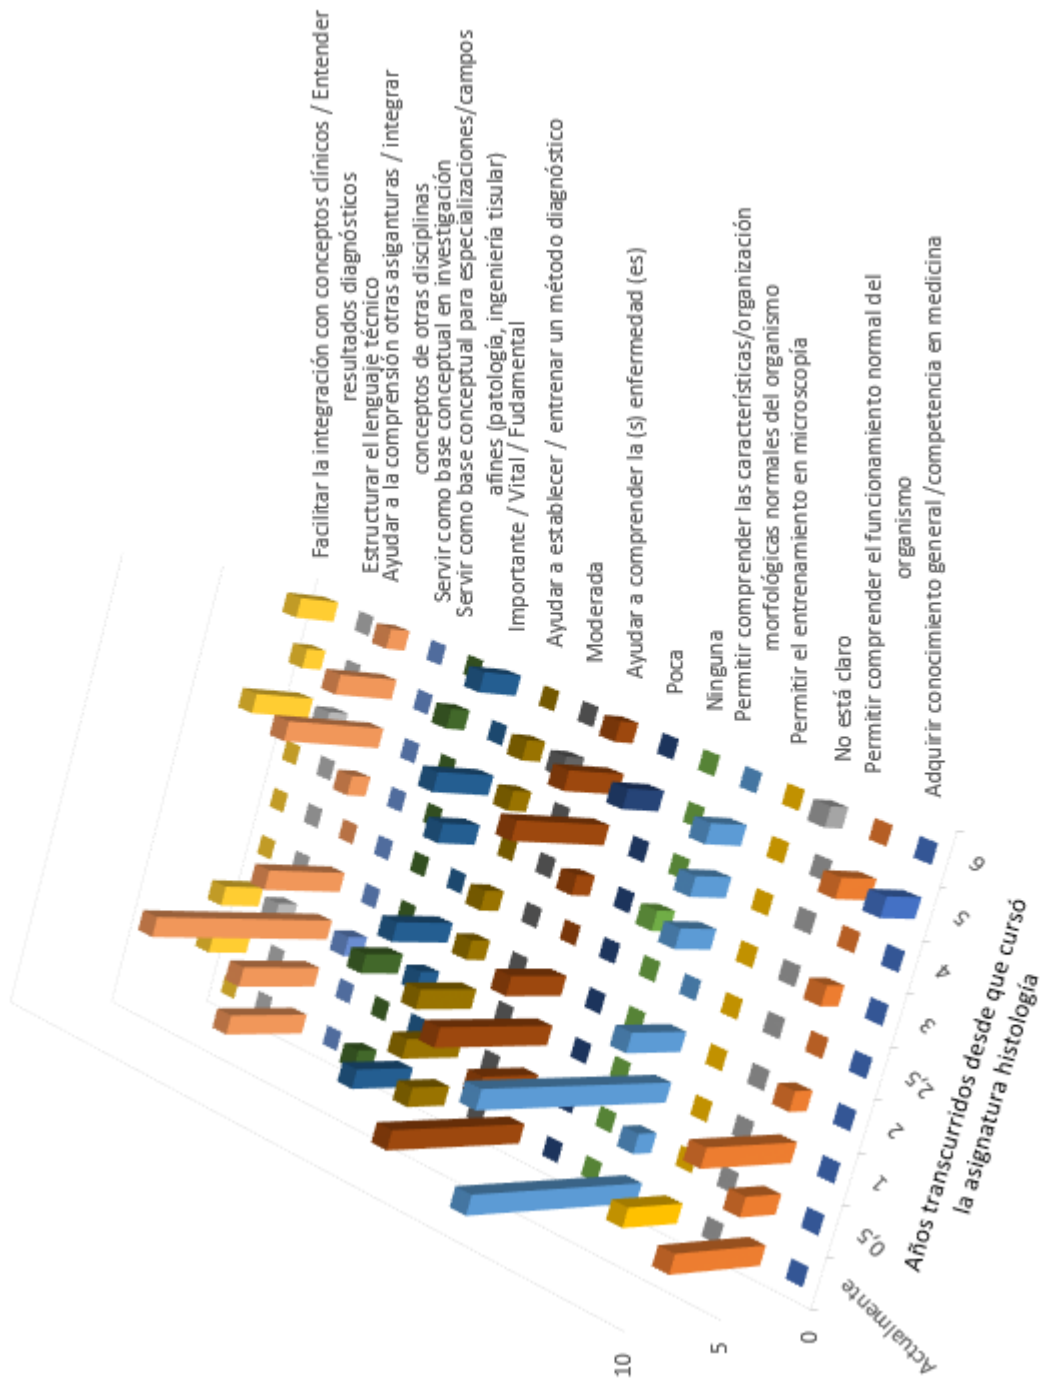 Facilitar la integración con conceptos clínicos / Entender
resultados diagnósticos
Estructurar el lenguaje técnico
Ayudar a la comprensión otras asiganturas / integrar
conceptos de otras disciplinas
Servir como base conceptual en investigación
Servir como base conceptual para especializaciones/campos
afines (patología, ingeniería tisular)
Importante / Vital / Fudamental
Ayudar a establecer / entrenar un método diagnóstico
Moderada
Ayudar a comprender la (s) enfermedad (es)
Poca
Ninguna
Permitir comprender las características/organización
morfológicas normales del organismo
Permitir el entrenamiento en microscopía
No está claro
Permitir comprender el funcionamiento normal del
organismo
Adquirir conocimiento general /competencia en medicina
10
5
0
Actualmente
0,5
1
2
2,5
3
4
5
6
Años transcurridos desde que cursó
la asignatura histología